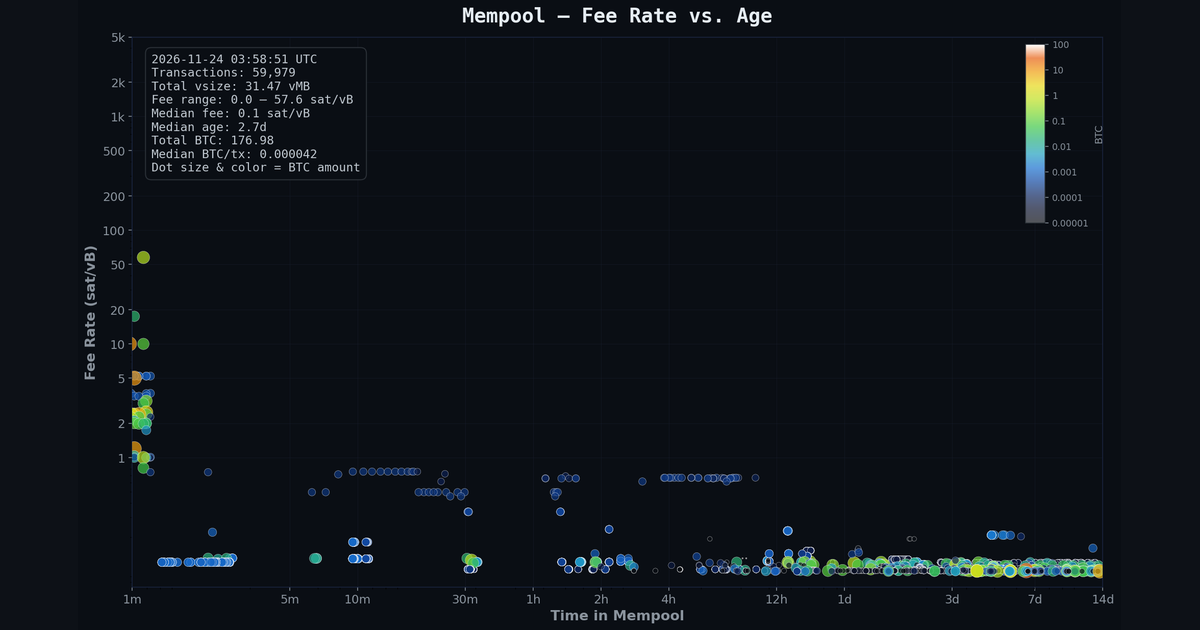 Mempool — Fee Rate vs. Age
2026-11-24 03:58:51 UTC
Transactions: 59,979
Total vsize: 31.47 vMB
Fee range: 0.0 – 57.6 sat/vB
Median fee: 0.1 sat/vB
Median age: 2.7d
Total BTC: 176.98
Median BTC/tx: 0.000042
Dot size & color = BTC amount
5k
2k
1k
500
200
100
50
20
10
5
2
1
Fee Rate (sat/vB)
100
10
1
0.1
0.01
0.001
0.0001
0.00001
BTC
1m 5m 10m 30m 1h 2h 4h 12h 1d 3d 7d 14d
Time in Mempool